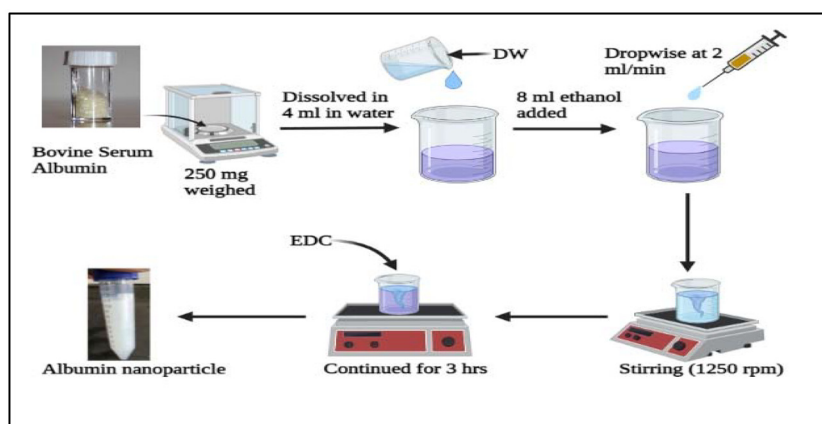 Bovine Serum
Albumin
250 mg
weighed
Dissolved in
4 ml in water
DW
8 ml ethanol
added
Dropwise at 2
ml/min
Stirring (1250 rpm)
EDC
Continued for 3 hrs
Albumin nanoparticle